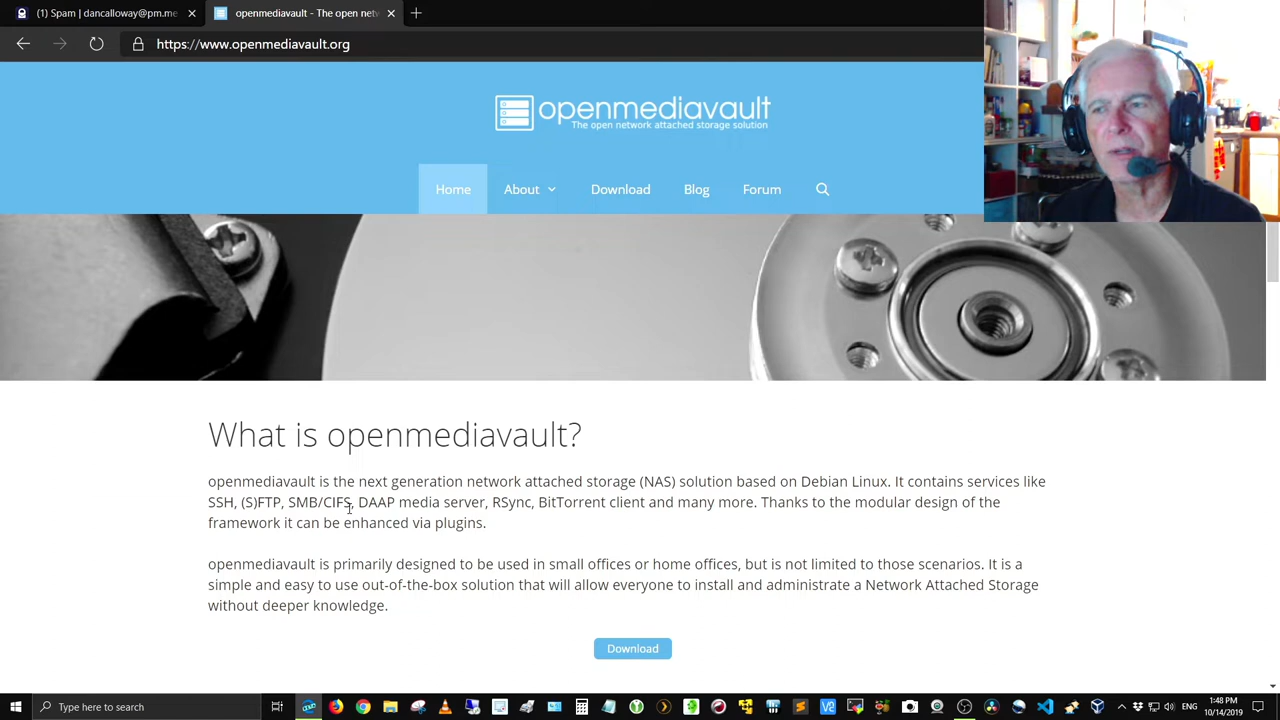 (1) Spam | dancalloway@pm.me
openmediavault - The open netw
https://www.openmediavault.org
openmediavault
The open network attached storage solution
Home About Download Blog Forum
What is openmediavault?
openmediavault is the next generation network attached storage (NAS) solution based on Debian Linux. It contains services like
SSH, (S)FTP, SMB/CIFS, DAAP media server, RSync, BitTorrent client and many more. Thanks to the modular design of the
framework it can be enhanced via plugins.
openmediavault is primarily designed to be used in small offices or home offices, but is not limited to those scenarios. It is a
simple and easy to use out-of-the-box solution that will allow everyone to install and administrate a Network Attached Storage
without deeper knowledge.
Download
Type here to search
ENG
1:48 PM
10/14/2019